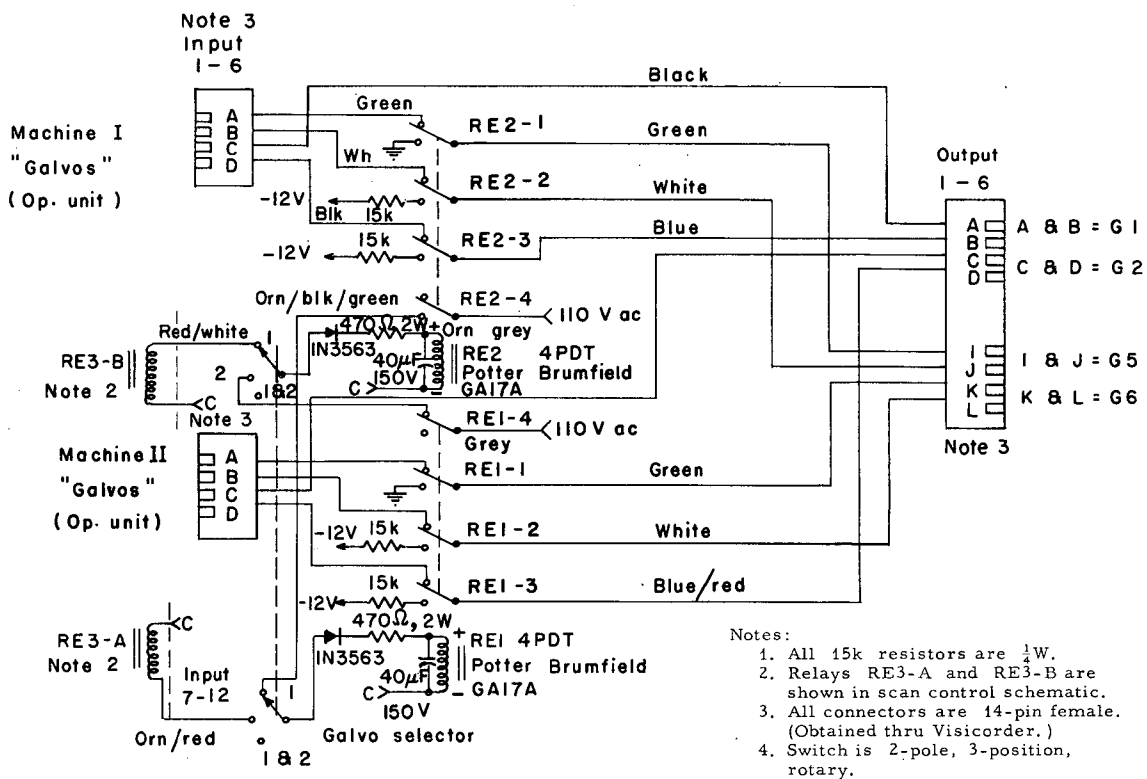 Note 3
Input
1-6
Black
A
B
C
D
Green
RE2-1
Green
Machine I
"Galvos"
(Op. unit)
Wh
RE2-2
White
Output
1-6
-12V
Blk
15k
RE2-3
Blue
-12V
15k
A
B
C
D
A & B = G1
C & D = G2
Orn/blk/green
RE2-4
110 V ac
Red/white
1
470Ω, 2W
+
Orn grey
RE3-B
Note 2
IN3563
40μF
150V
C
-
RE2 4PDT
Potter Brumfield
GA17A
2
1&2
C
Note 3
RE1-4
Grey
110V ac
I
J
K
L
I & J = G5
K & L = G6
Note 3
Machine II
"Galvos"
(Op. unit)
A
B
C
D
RE1-1
Green
RE1-2
White
-12V
15k
RE1-3
Blue/red
-12V
15k
470Ω, 2W
RE3-A
Note 2
C
IN3563
40μF
150V
C
+
-
RE1 4PDT
Potter Brumfield
GA17A
Input
7-12
1
Orn/red
1 & 2
Galvo selector
Notes:
1. All 15k resistors are ¼W.
2. Relays RE3-A and RE3-B are
shown in scan control schematic.
3. All connectors are 14-pin female.
(Obtained thru Visicorder.)
4. Switch is 2-pole, 3-position,
rotary.